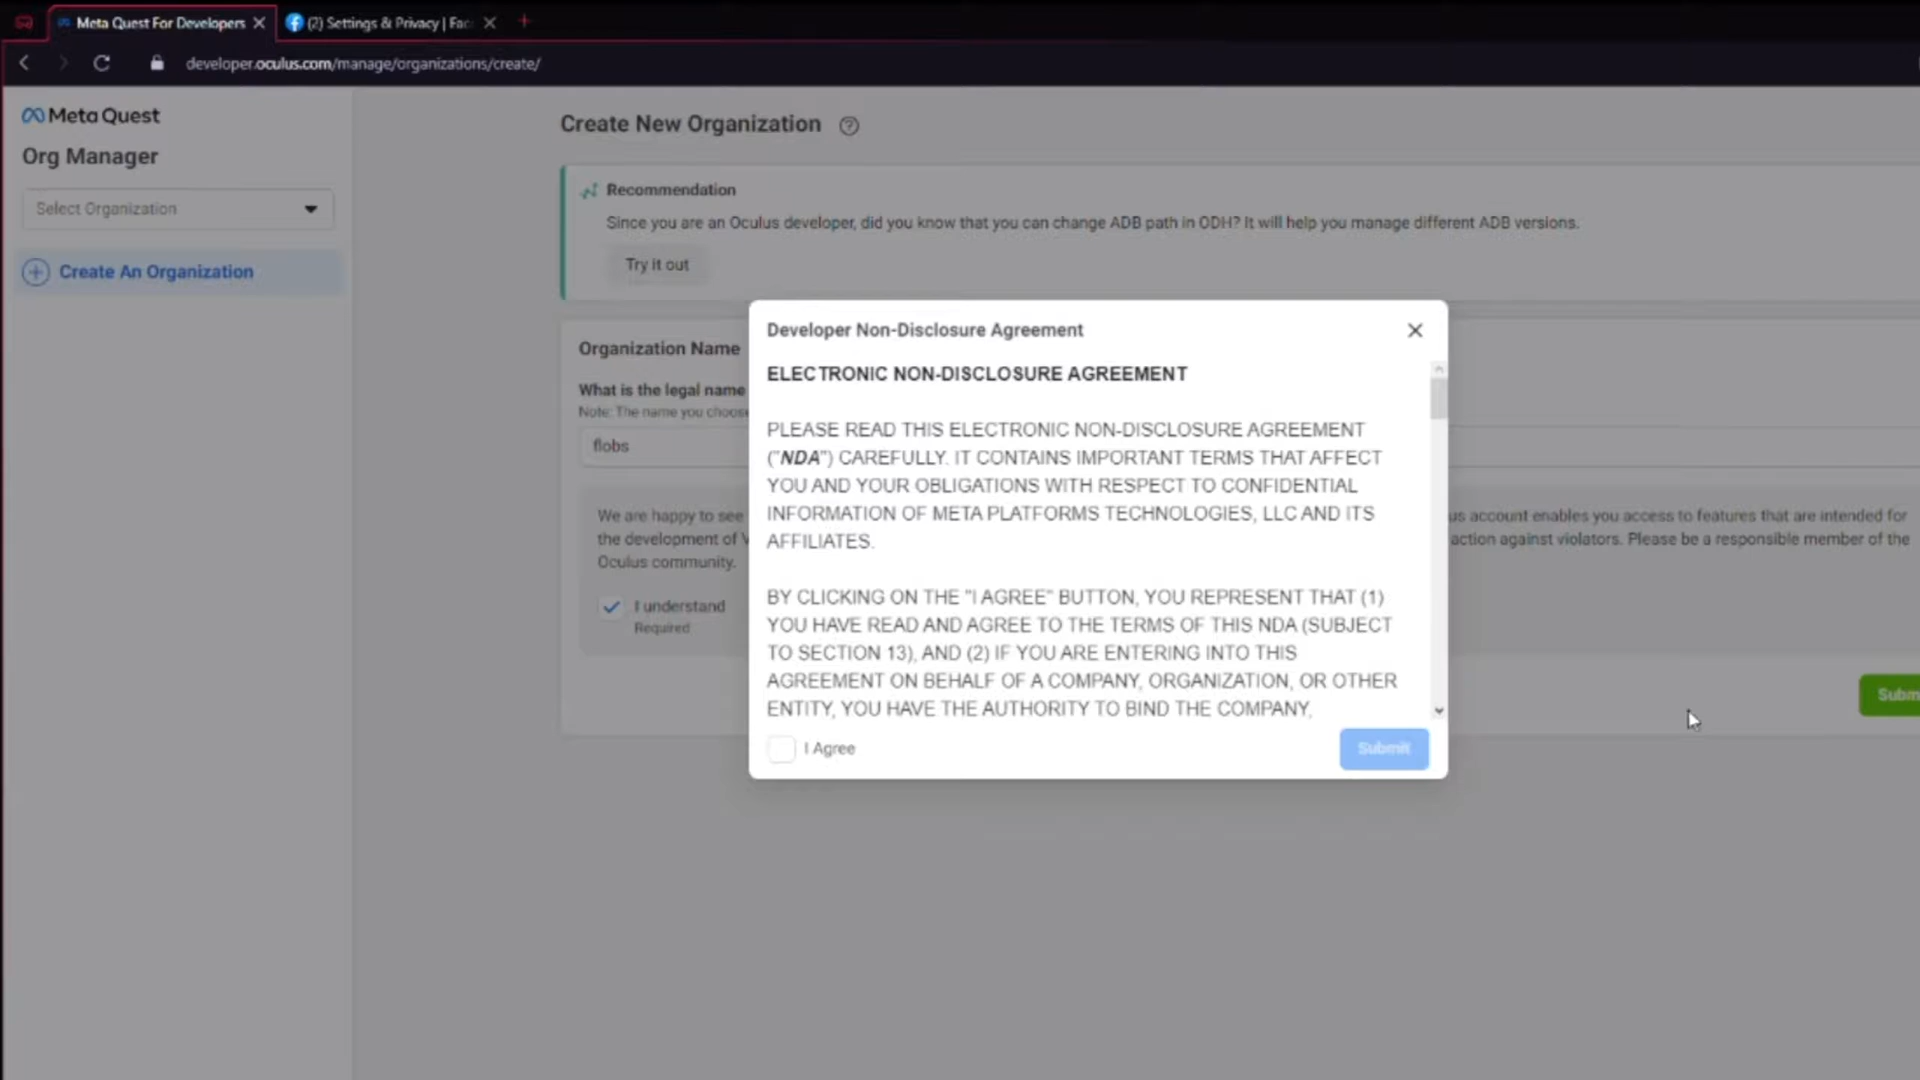 Meta Quest For Developers
(2) Settings & Privacy | Fac
developer.oculus.com/manage/organizations/create/
Meta Quest
Org Manager
Select Organization
Create An Organization
Create New Organization
Recommendation
Since you are an Oculus developer, did you know that you can change ADB path in ODH? It will help you manage different ADB versions.
Try it out
Organization Name
What is the legal name
Note: The name you choose
flobs
We are happy to see
the development of V
Oculus community.
I understand
Required
us account enables you access to features that are intended for
action against violators. Please be a responsible member of the
Subm
Developer Non-Disclosure Agreement
ELECTRONIC NON-DISCLOSURE AGREEMENT
PLEASE READ THIS ELECTRONIC NON-DISCLOSURE AGREEMENT
("NDA") CAREFULLY. IT CONTAINS IMPORTANT TERMS THAT AFFECT
YOU AND YOUR OBLIGATIONS WITH RESPECT TO CONFIDENTIAL
INFORMATION OF META PLATFORMS TECHNOLOGIES, LLC AND ITS
AFFILIATES.
BY CLICKING ON THE "I AGREE" BUTTON, YOU REPRESENT THAT (1)
YOU HAVE READ AND AGREE TO THE TERMS OF THIS NDA (SUBJECT
TO SECTION 13), AND (2) IF YOU ARE ENTERING INTO THIS
AGREEMENT ON BEHALF OF A COMPANY, ORGANIZATION, OR OTHER
ENTITY, YOU HAVE THE AUTHORITY TO BIND THE COMPANY,
I Agree
Submit